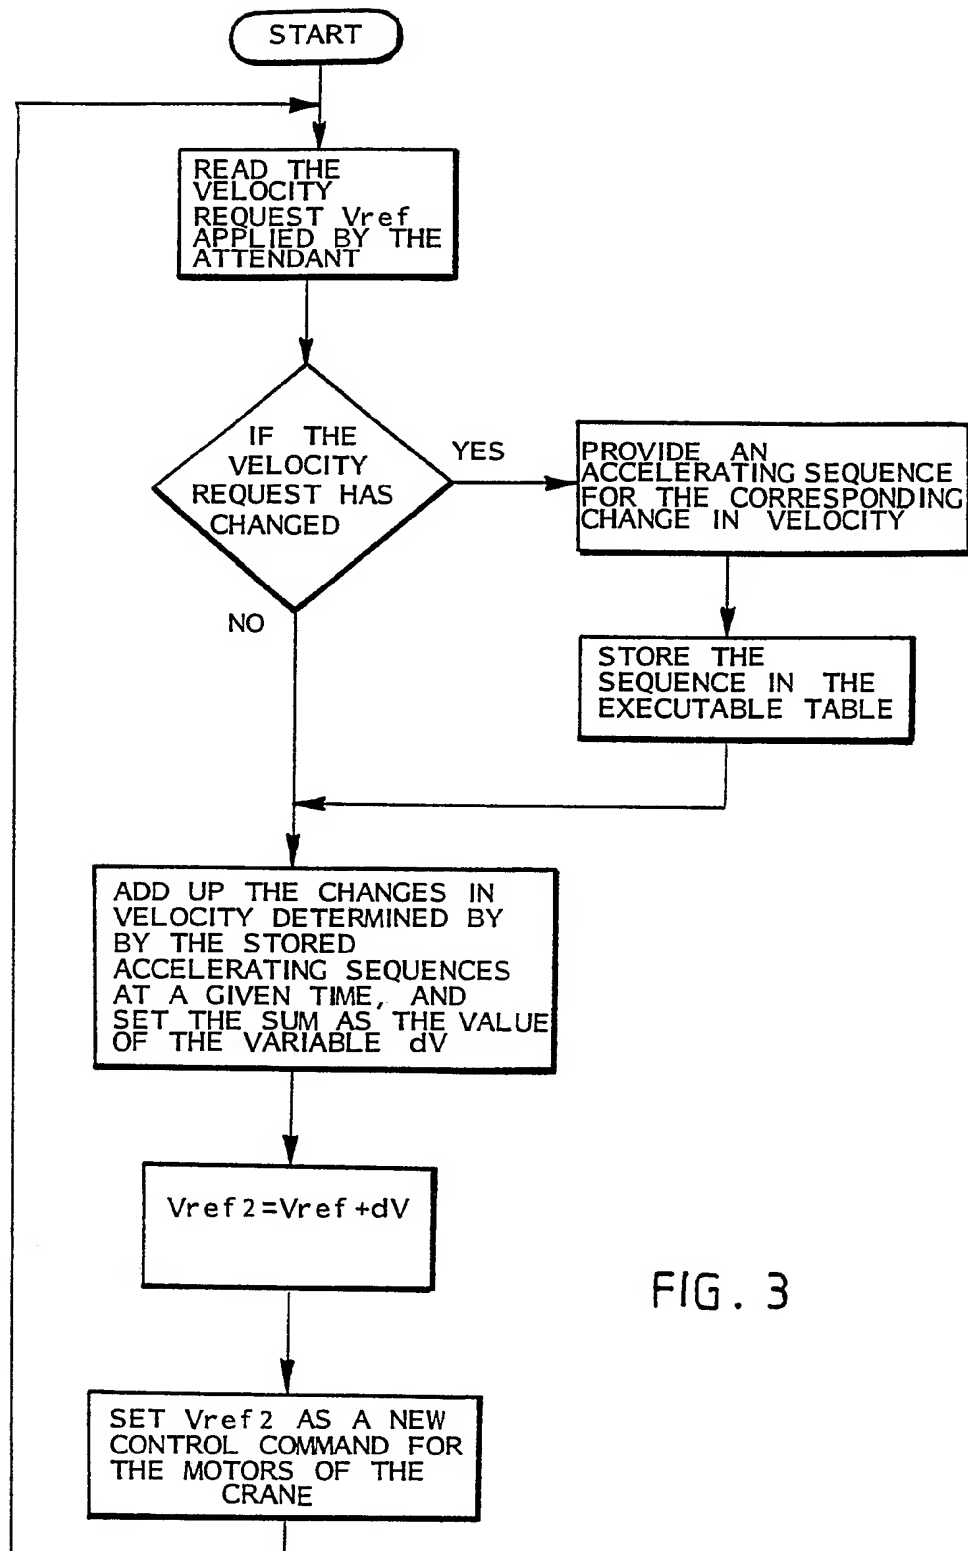 START
READ THE
VELOCITY
REQUEST Vref
APPLIED BY THE
ATTENDANT
IF THE
VELOCITY
REQUEST HAS
CHANGED
YES
PROVIDE AN
ACCELERATING SEQUENCE
FOR THE CORRESPONDING
CHANGE IN VELOCITY
NO
STORE THE
SEQUENCE IN THE
EXECUTABLE TABLE
ADD UP THE CHANGES IN
VELOCITY DETERMINED BY
BY THE STORED
ACCELERATING SEQUENCES
AT A GIVEN TIME, AND
SET THE SUM AS THE VALUE
OF THE VARIABLE dV
Vref2=Vref+dV
FIG. 3
SET Vref2 AS A NEW
CONTROL COMMAND FOR
THE MOTORS OF THE
CRANE